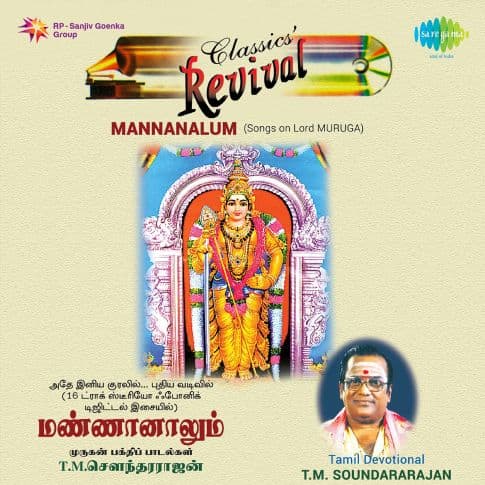 RP - Sanjiv Goenka
Group
saregama
Classics'
Revival
MANNANALUM (Songs on Lord MURUGA)
அதே இனிய குரலில்... புதிய வடிவில்
(16 ட்ராக் ஸ்டீரியோ ஃபோனிக்
டிஜிட்டல் இசையில்)
மண்ணானாலும்
முருகன் பக்திப் பாடல்கள்
T.M.சௌந்தரராஜன்
Tamil Devotional
T.M. SOUNDARARAJAN